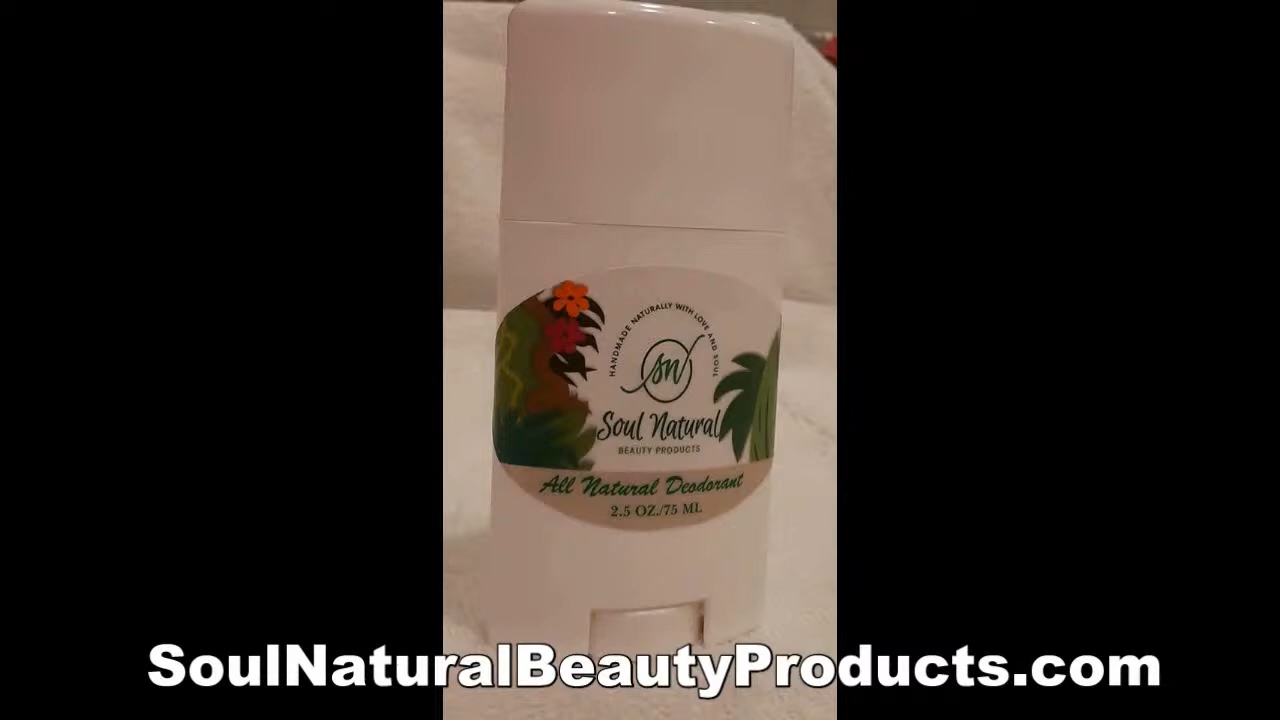 HANDMADE NATURALLY WITH LOVE AND SOUL
SN
Soul Natural
BEAUTY PRODUCTS
All Natural Deodorant
2.5 OZ./75 ML
SoulNaturalBeautyProducts.com